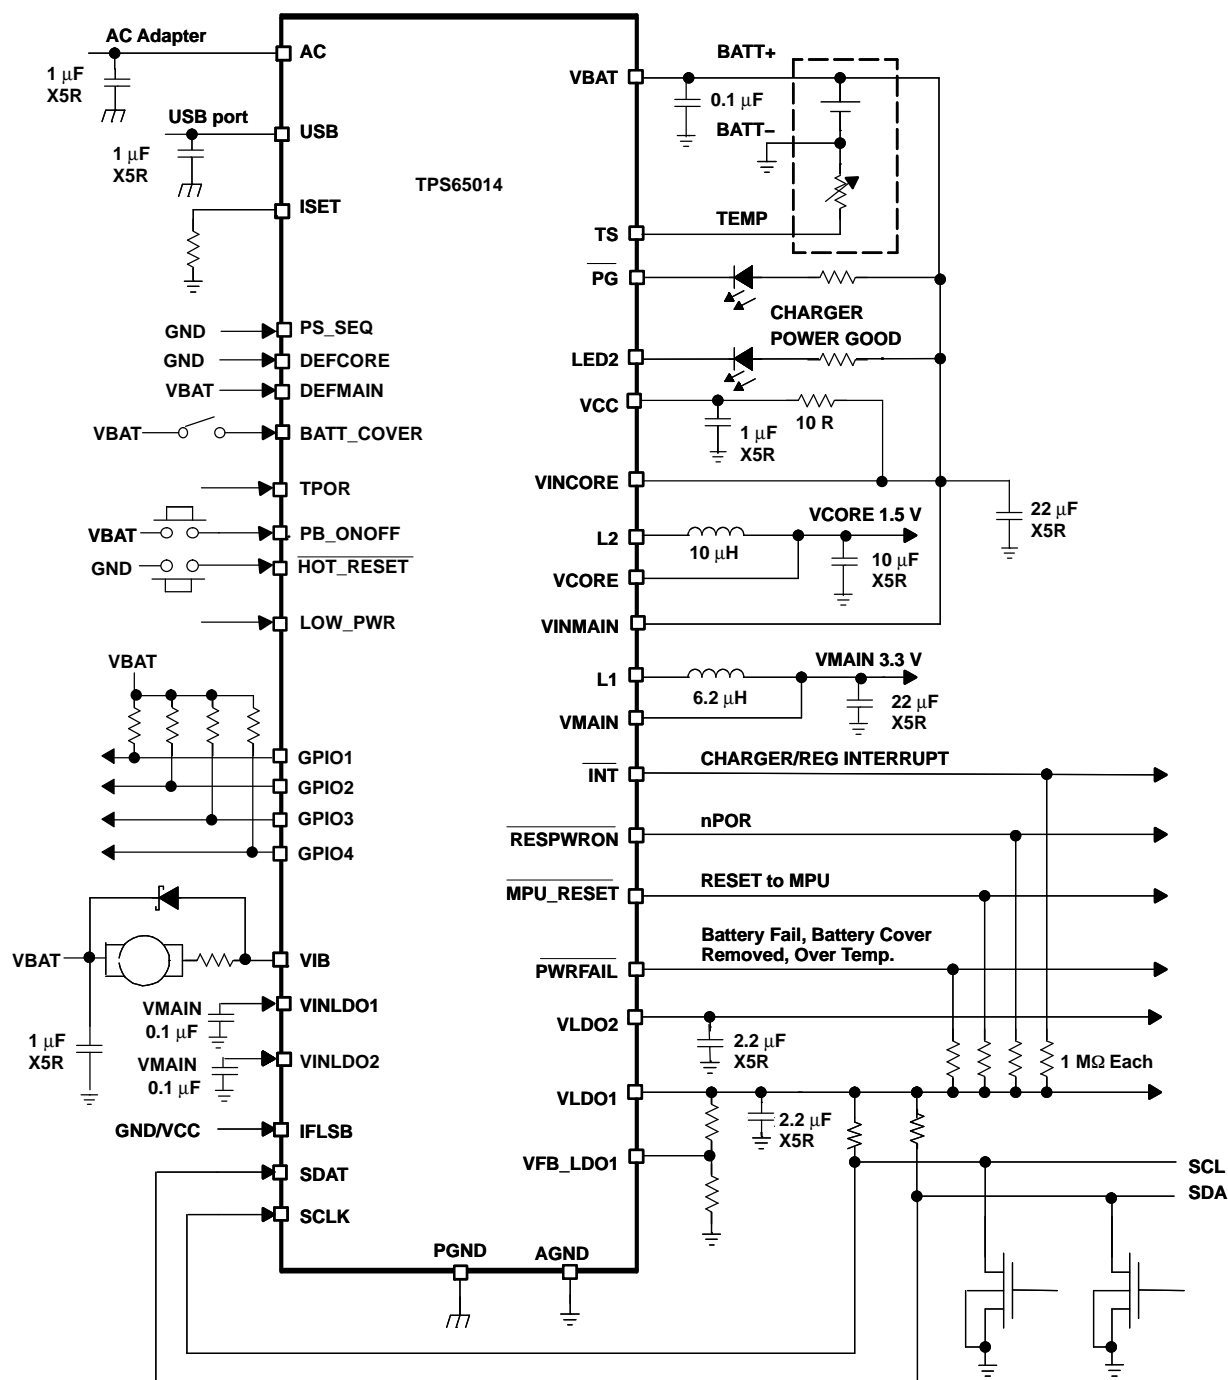 AC Adapter
AC
1 μF
X5R
USB port
USB
1 μF
X5R
ISET
TPS65014
GND
PS_SEQ
GND
DEFCORE
VBAT
DEFMAIN
VBAT
BATT_COVER
TPOR
VBAT
PB_ONOFF
GND
HOT_RESET
LOW_PWR
VBAT
GPIO1
GPIO2
GPIO3
GPIO4
VBAT
VIB
VMAIN
0.1 μF
VINLDO1
1 μF
X5R
VMAIN
0.1 μF
VINLDO2
GND/VCC
IFLSB
SDAT
SCLK
PGND
AGND
BATT+
VBAT
0.1 μF
BATT−
TEMP
TS
PG
CHARGER
POWER GOOD
LED2
VCC
1 μF
X5R
10 R
VINCORE
22 μF
X5R
VCORE 1.5 V
L2
10 μH
10 μF
X5R
VCORE
VINMAIN
VMAIN 3.3 V
L1
6.2 μH
22 μF
X5R
VMAIN
CHARGER/REG INTERRUPT
INT
nPOR
RESPWRON
RESET to MPU
MPU_RESET
Battery Fail, Battery Cover
Removed, Over Temp.
PWRFAIL
VLDO2
2.2 μF
X5R
1 MΩ Each
VLDO1
2.2 μF
X5R
VFB_LDO1
SCL
SDA